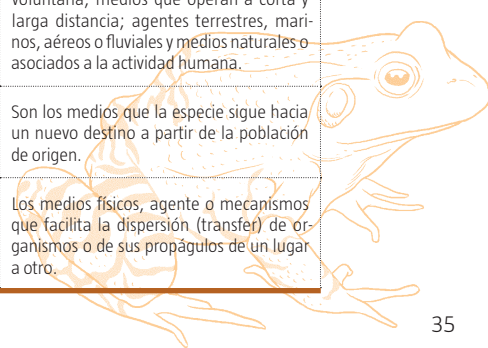 voluntaria; medios que operan a corta y
larga distancia; agentes terrestres, mari-
nos, aéreos o fluviales y medios naturales o
asociados a la actividad humana.
Son los medios que la especie sigue hacia
un nuevo destino a partir de la población
de origen.
Los medios físicos, agente o mecanismos
que facilita la dispersión (transfer) de or-
ganismos o de sus propágulos de un lugar
a otro.
35